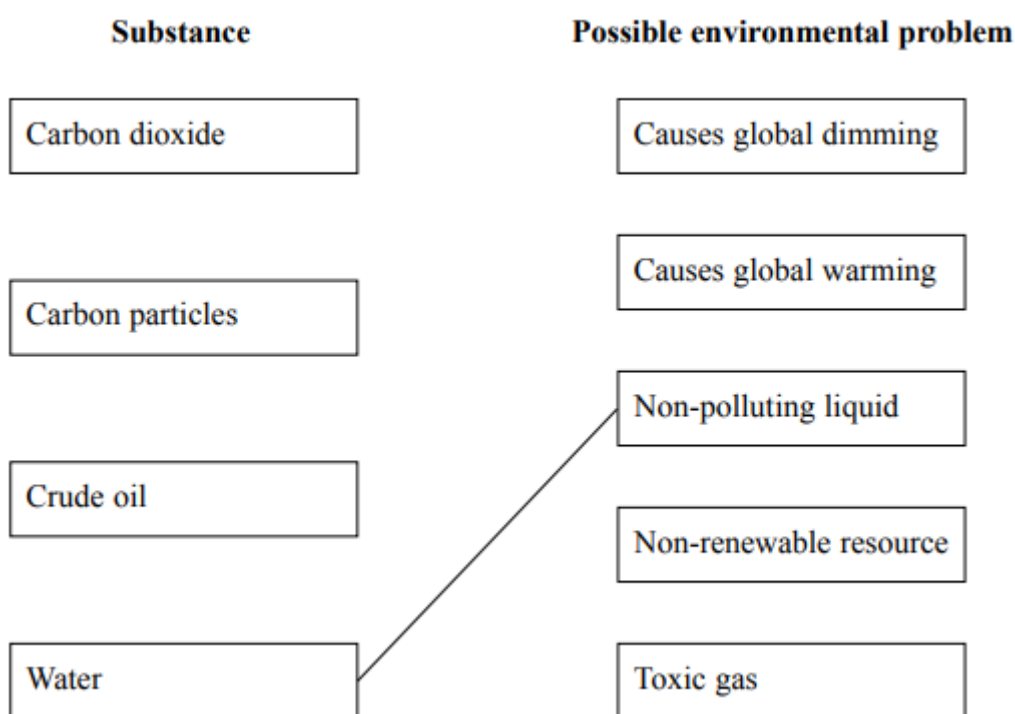 Substance
Possible environmental problem
Carbon dioxide
Causes global dimming
Causes global warming
Carbon particles
Non-polluting liquid
Crude oil
Non-renewable resource
Water
Toxic gas